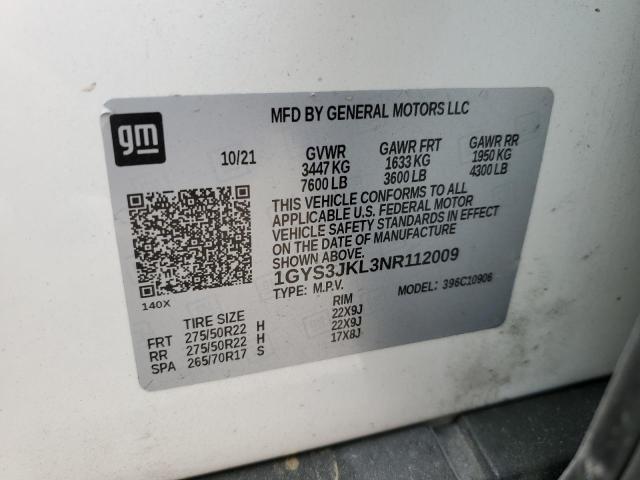 gm
MFD BY GENERAL MOTORS LLC
10/21 GVWR GAWR FRT GAWR RR
3447 KG 1633 KG 1950 KG
7600 LB 3600 LB 4300 LB
THIS VEHICLE CONFORMS TO ALL
APPLICABLE U.S. FEDERAL MOTOR
VEHICLE SAFETY STANDARDS IN EFFECT
ON THE DATE OF MANUFACTURE
SHOWN ABOVE.
1GYS3JKL3NR112009
TYPE: M.P.V. MODEL: 396C10906
140X
TIRE SIZE RIM
FRT 275/50R22 H 22X9J
RR 275/50R22 H 22X9J
SPA 265/70R17 S 17X8J